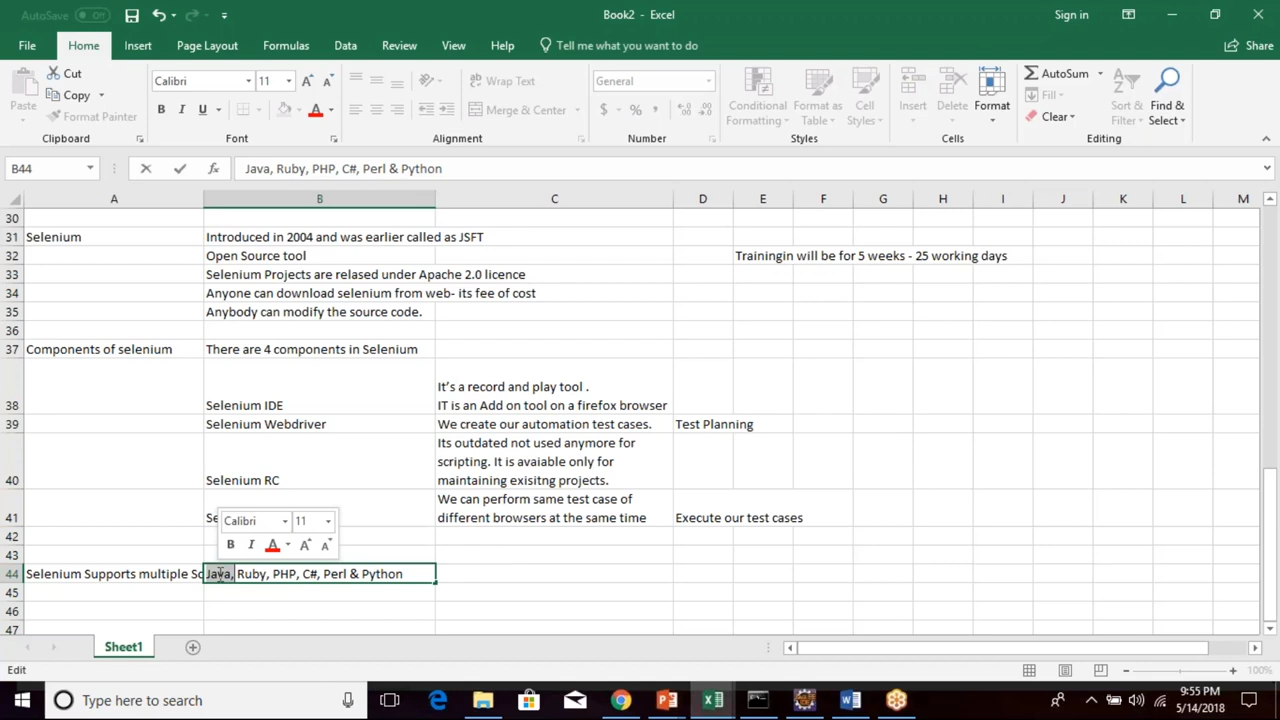 AutoSave Off
Book2 - Excel
Sign in
File Home Insert Page Layout Formulas Data Review View Help Tell me what you want to do Share
Paste
Cut
Copy
Format Painter
Clipboard
Calibri 11
B I U
Font
Wrap Text
Merge & Center
Alignment
General
$ % ,
Number
Conditional Formatting
Format as Table
Cell Styles
Styles
Insert
Delete
Format
Cells
AutoSum
Fill
Clear
Sort & Filter
Find & Select
Editing
B44 fx Java, Ruby, PHP, C#, Perl & Python
A B C D E F G H I J K L M
30
31 Selenium Introduced in 2004 and was earlier called as JSFT
32 Open Source tool Trainingin will be for 5 weeks - 25 working days
33 Selenium Projects are relased under Apache 2.0 licence
34 Anyone can download selenium from web- its fee of cost
35 Anybody can modify the source code.
36
37 Components of selenium There are 4 components in Selenium
It's a record and play tool .
38 Selenium IDE IT is an Add on tool on a firefox browser
39 Selenium Webdriver We create our automation test cases. Test Planning
Its outdated not used anymore for
scripting. It is avaiable only for
40 Selenium RC maintaining exisitng projects.
We can perform same test case of
41 Se different browsers at the same time Execute our test cases
Calibri 11
B I A A A
42
43
44 Selenium Supports multiple Sc Java, Ruby, PHP, C#, Perl & Python
45
46
47
Sheet1
Edit 100%
Type here to search
9:55 PM
5/14/2018